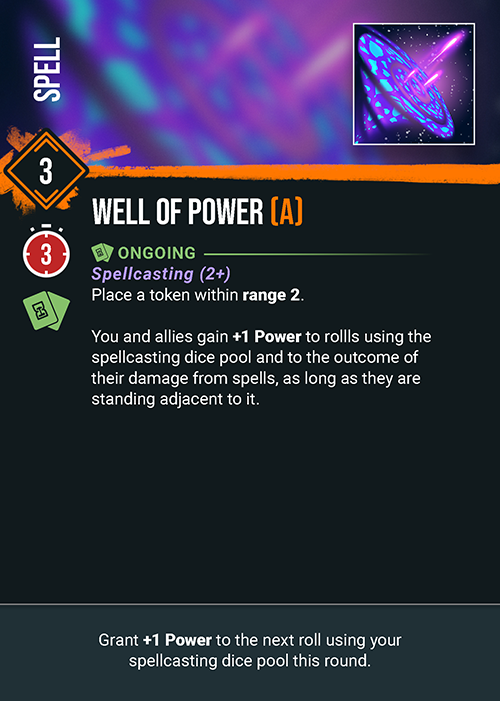 SPELL
3
WELL OF POWER (A)
3
ONGOING
Spellcasting (2+)
Place a token within range 2.
You and allies gain +1 Power to rollls using the
spellcasting dice pool and to the outcome of
their damage from spells, as long as they are
standing adjacent to it.
Grant +1 Power to the next roll using your
spellcasting dice pool this round.